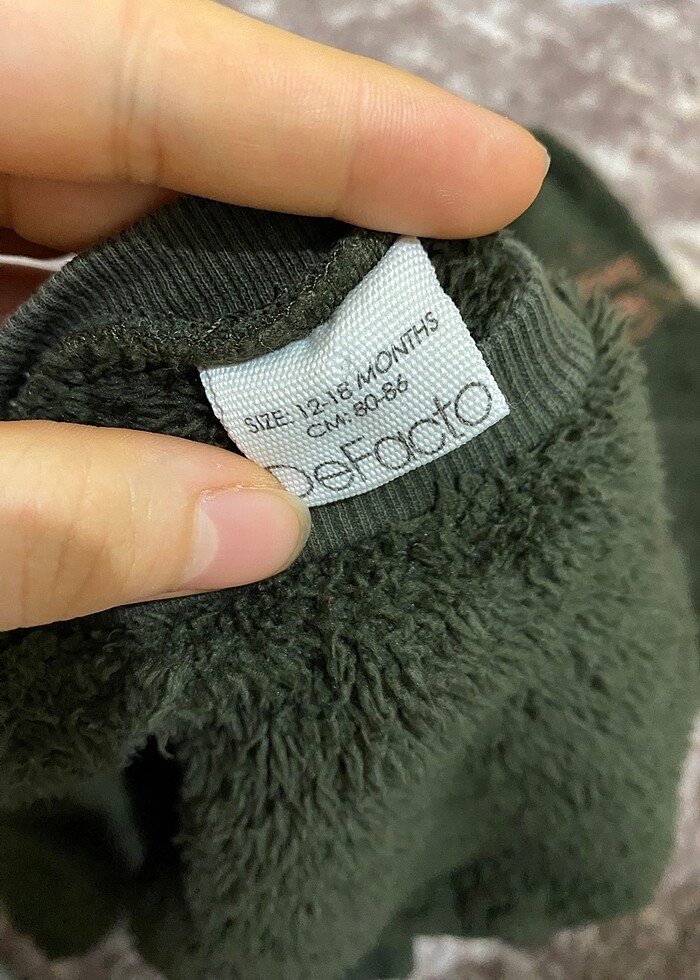 SIZE: 12-18 MONTHS
CM: 80-86
DeFacto